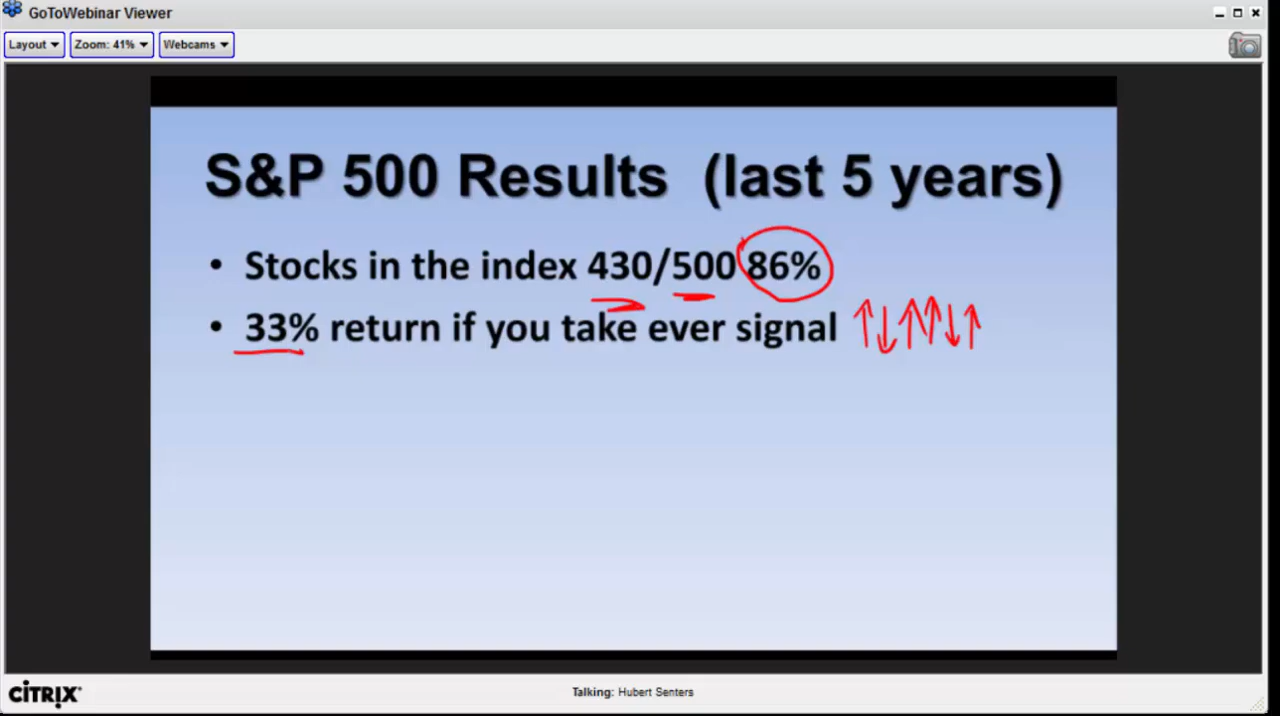 GoToWebinar Viewer
Layout Zoom: 41% Webcams
S&P 500 Results (last 5 years)
• Stocks in the index 430/500 86%
• 33% return if you take ever signal
CITRIX Talking: Hubert Senters